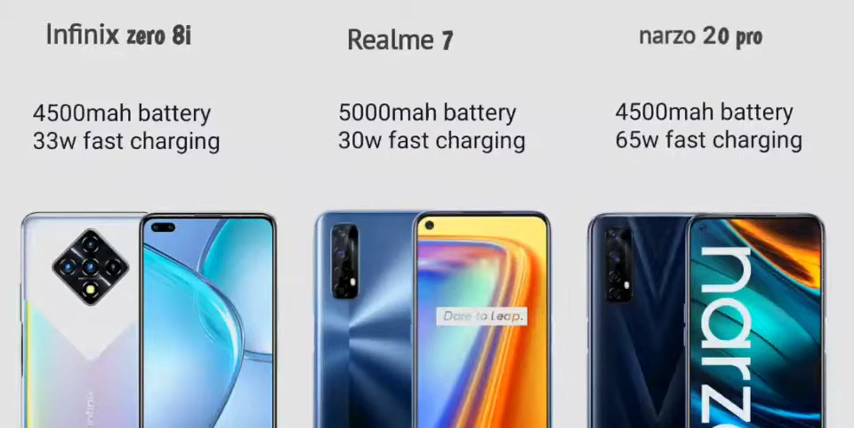 Infinix zero 8i
Realme 7
narzo 20 pro
4500mah battery
33w fast charging
5000mah battery
30w fast charging
4500mah battery
65w fast charging
Infinix
Dare to Leap.
narzo